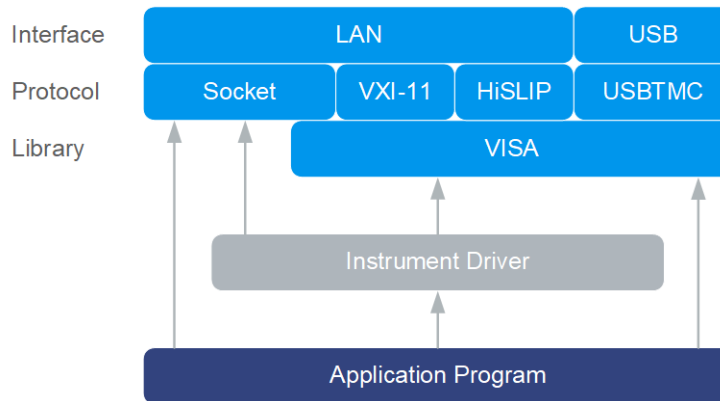 Interface LAN USB
Protocol Socket VXI-11 HiSLIP USBTMC
Library VISA
Instrument Driver
Application Program